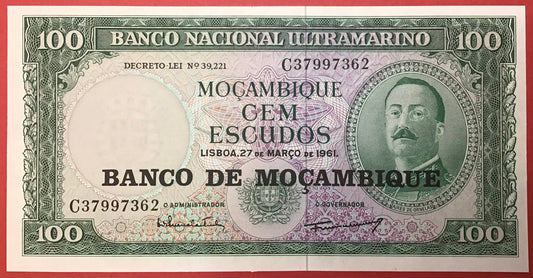 100 BANCO NACIONAL ULTRAMARINO 100
DECRETO-LEI Nº 39,221 C37997362
MOÇAMBIQUE
CEM
ESCUDOS
LISBOA, 27 DE MARÇO DE 1961.
BANCO DE MOÇAMBIQUE
C37997362 O ADMINISTRADOR O GOVERNADOR
100 100